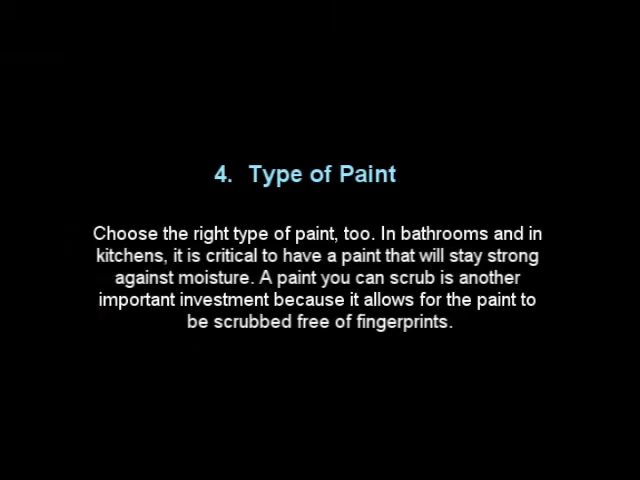 4. Type of Paint
Choose the right type of paint, too. In bathrooms and in
kitchens, it is critical to have a paint that will stay strong
against moisture. A paint you can scrub is another
important investment because it allows for the paint to
be scrubbed free of fingerprints.